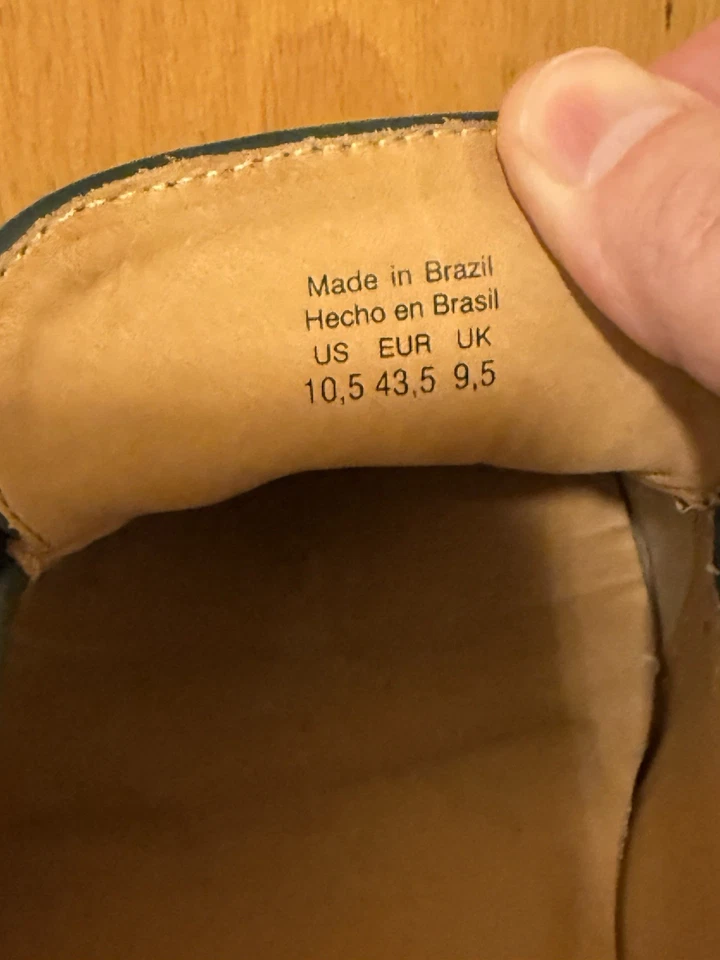 Made in Brazil
Hecho en Brasil
US EUR UK
10,5 43,5 9,5